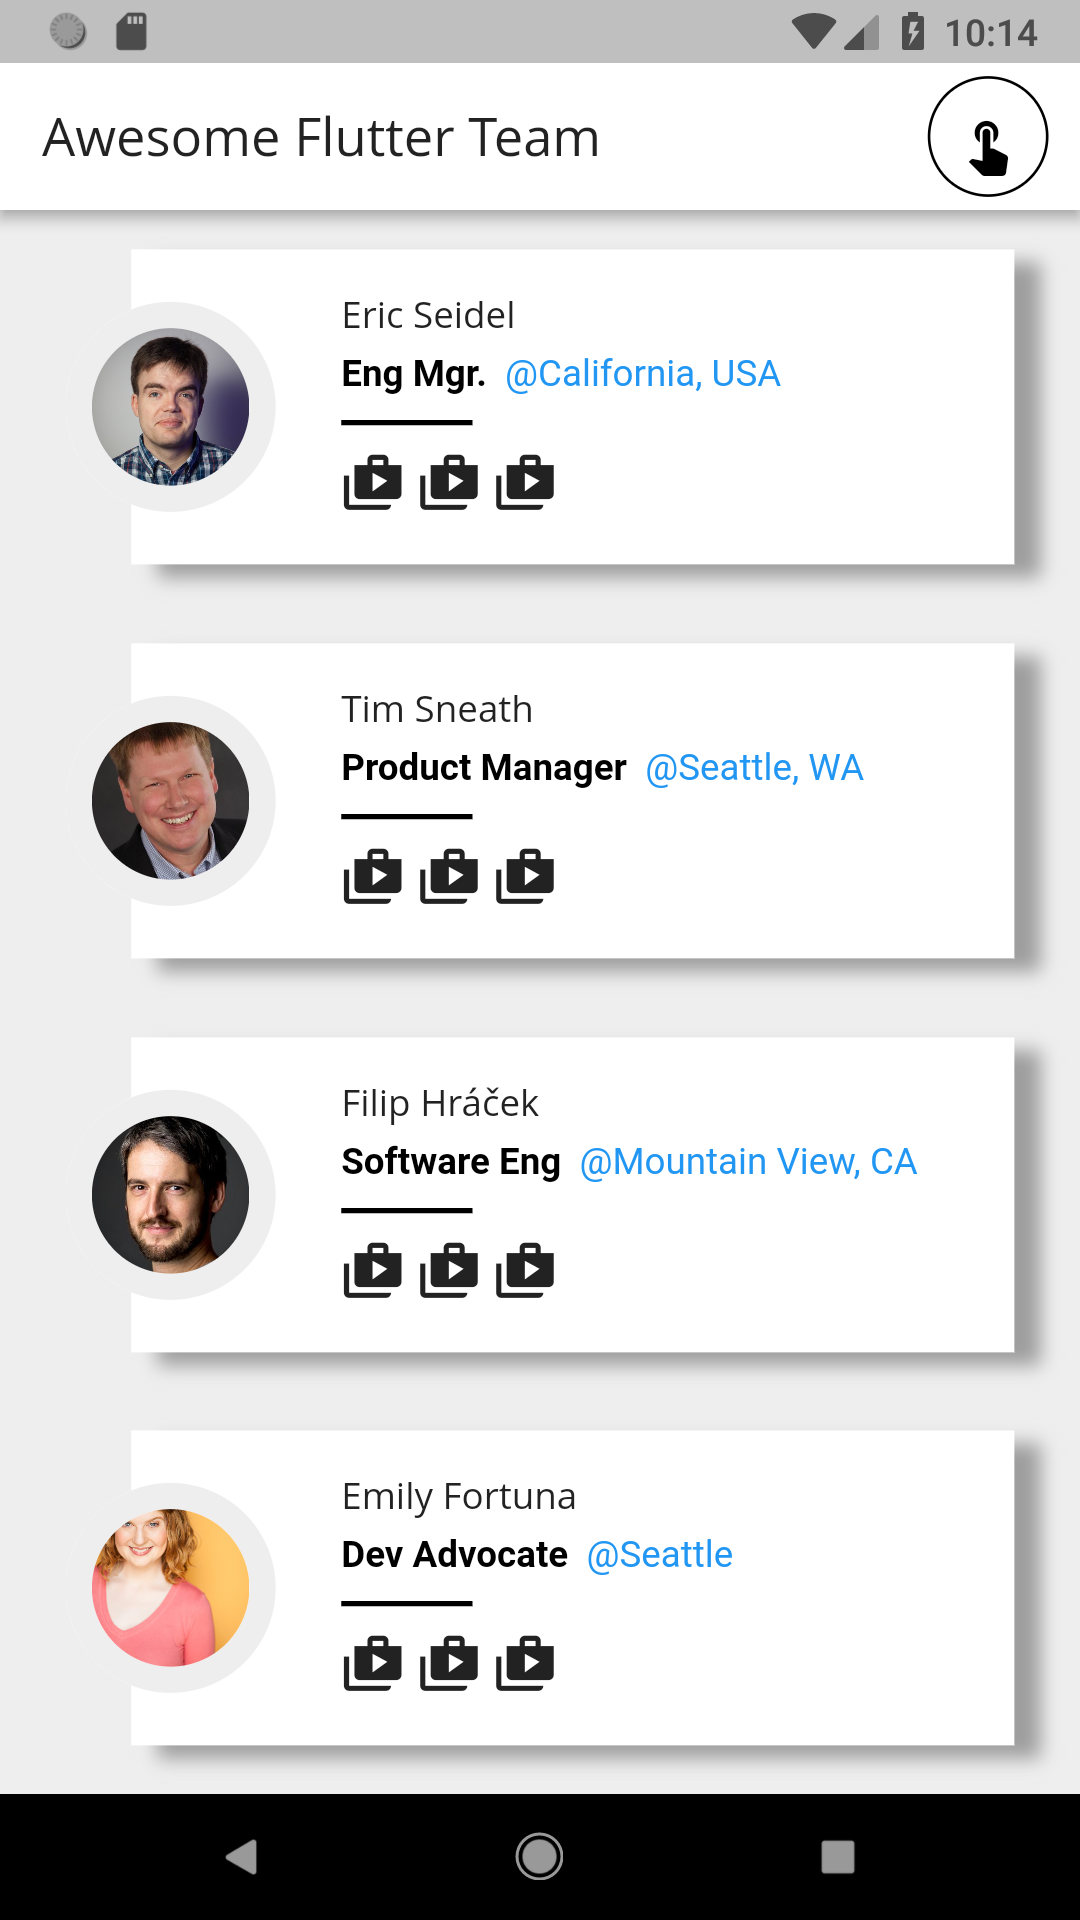 10:14
Awesome Flutter Team
Eric Seidel
Eng Mgr. @California, USA
Tim Sneath
Product Manager @Seattle, WA
Filip Hráček
Software Eng @Mountain View, CA
Emily Fortuna
Dev Advocate @Seattle